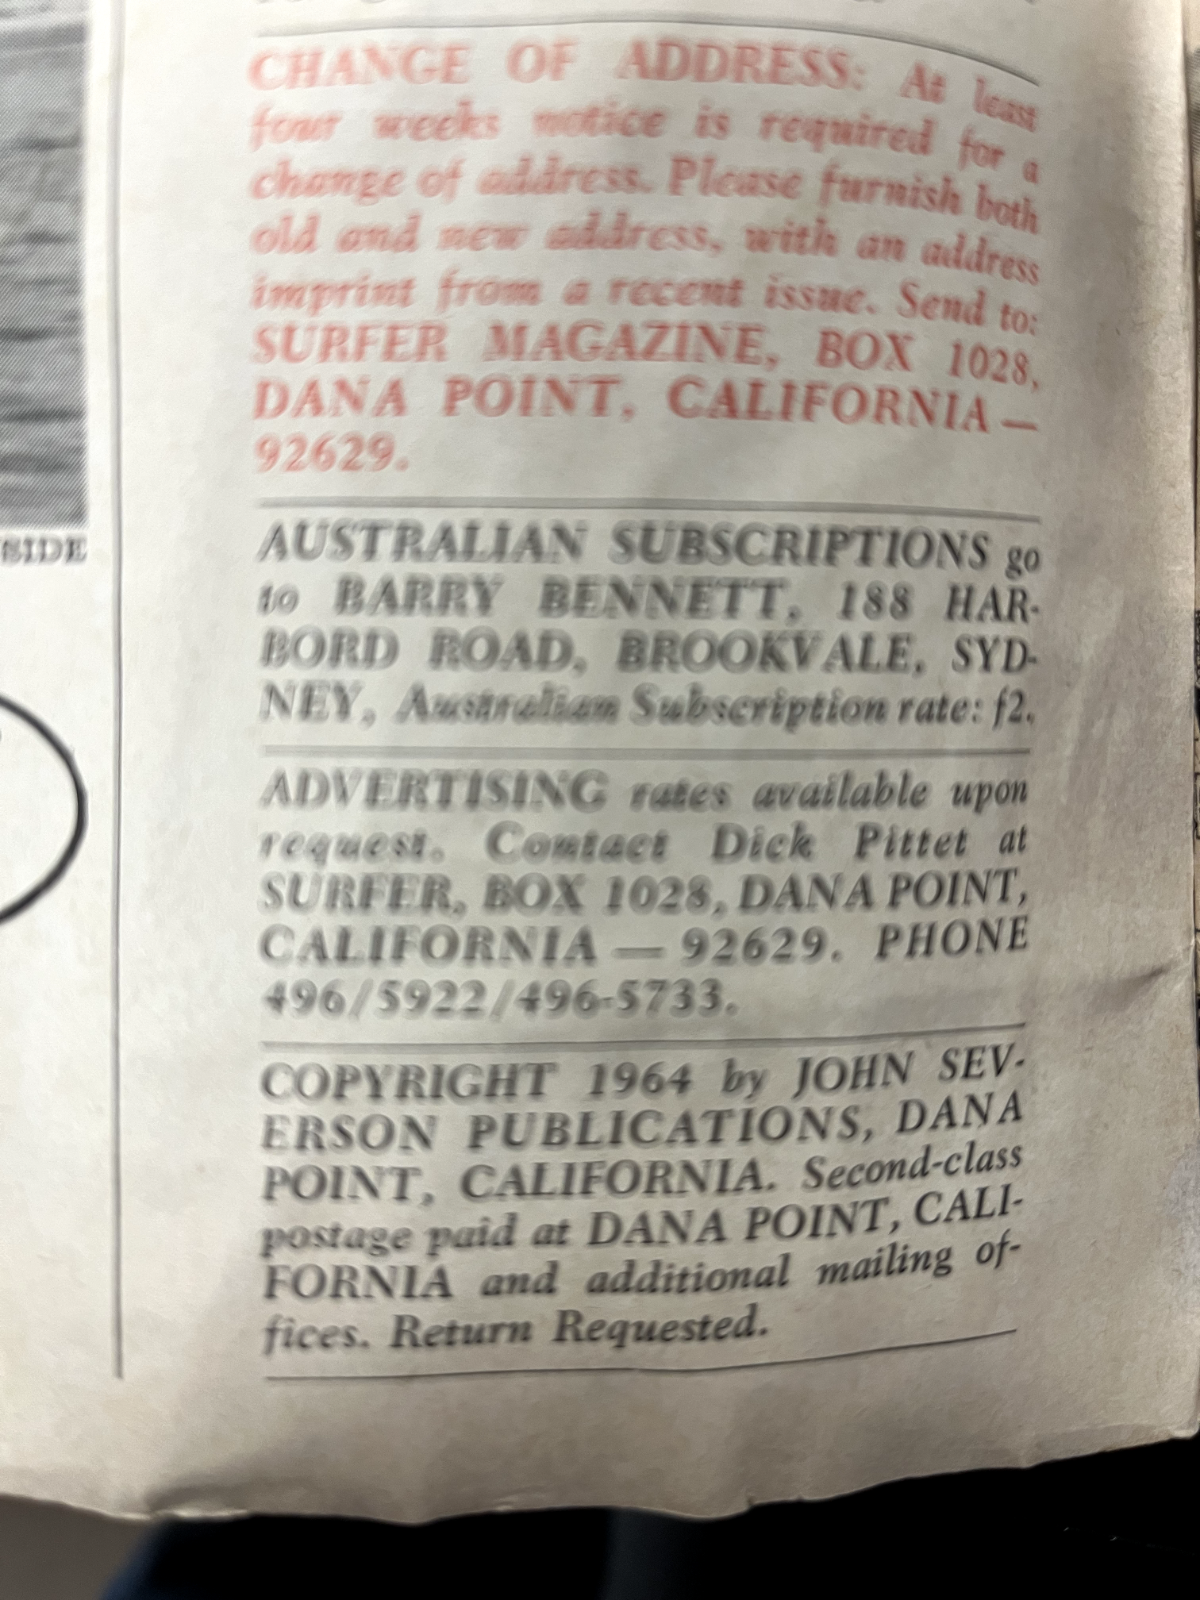 CHANGE OF ADDRESS: At least
four weeks notice is required for a
change of address. Please furnish both
old and new address, with an address
imprint from a recent issue. Send to:
SURFER MAGAZINE, BOX 1028,
DANA POINT, CALIFORNIA —
92629.
SIDE
AUSTRALIAN SUBSCRIPTIONS go
to BARRY BENNETT, 188 HAR-
BORD ROAD, BROOKVALE, SYD-
NEY, Australian Subscription rate: f2.
ADVERTISING rates available upon
request. Contact Dick Pittet at
SURFER, BOX 1028, DANA POINT,
CALIFORNIA — 92629. PHONE
496/5922/496-5733.
COPYRIGHT 1964 by JOHN SEV-
ERSON PUBLICATIONS, DANA
POINT, CALIFORNIA. Second-class
postage paid at DANA POINT, CALI-
FORNIA and additional mailing of-
fices. Return Requested.